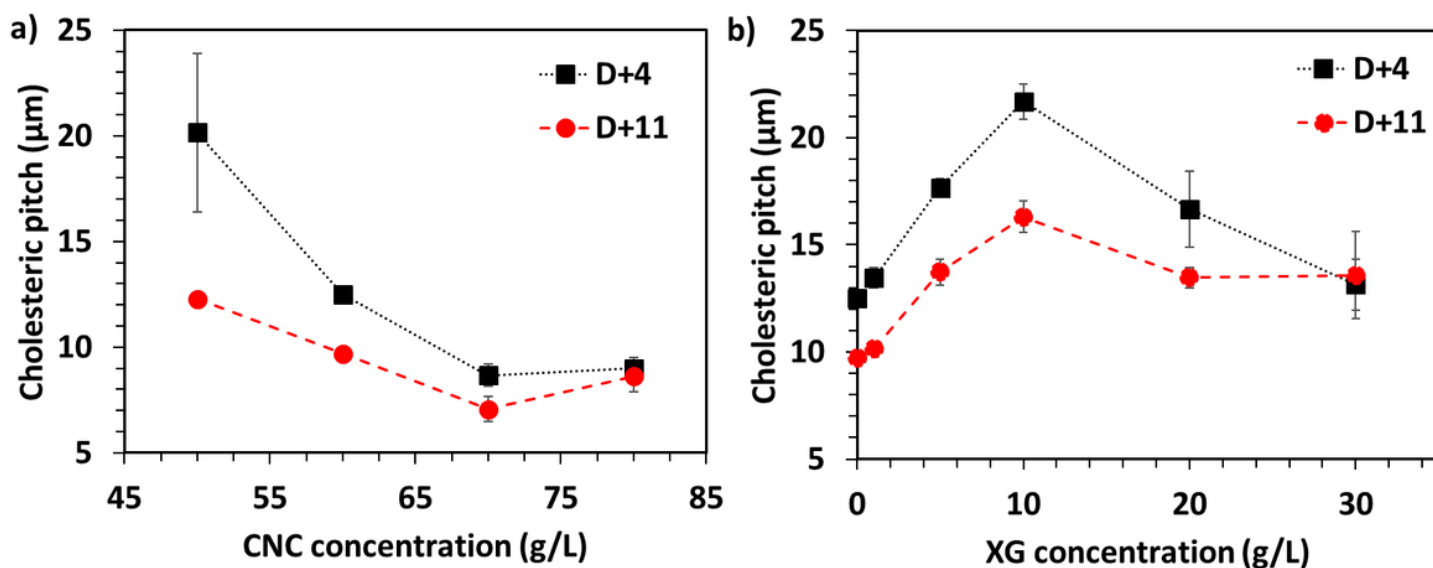 a)
Cholesteric pitch (µm)
25
20
15
10
5
45
55
65
75
85
CNC concentration (g/L)
D+4
D+11
b)
Cholesteric pitch (µm)
25
20
15
10
5
0
10
20
30
XG concentration (g/L)
D+4
D+11